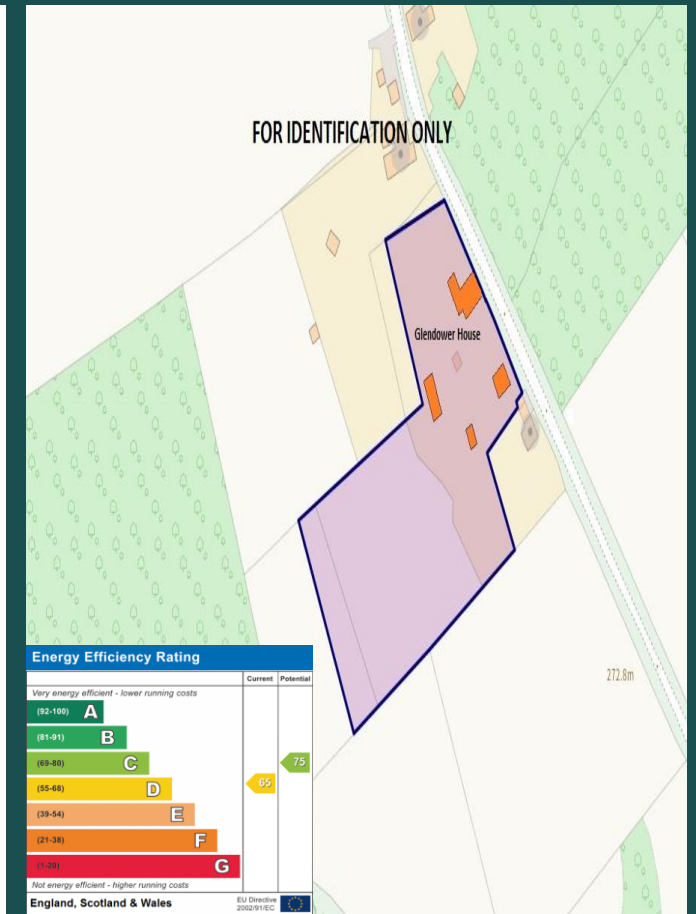 FOR IDENTIFICATION ONLY
Glendower House
272.8m
Energy Efficiency Rating
Current Potential
Very energy efficient - lower running costs
(92-100) A
(81-91) B
(69-80) C 75
(55-68) D 65
(39-54) E
(21-38) F
(1-20) G
Not energy efficient - higher running costs
England, Scotland & Wales
EU Directive
2002/91/EC